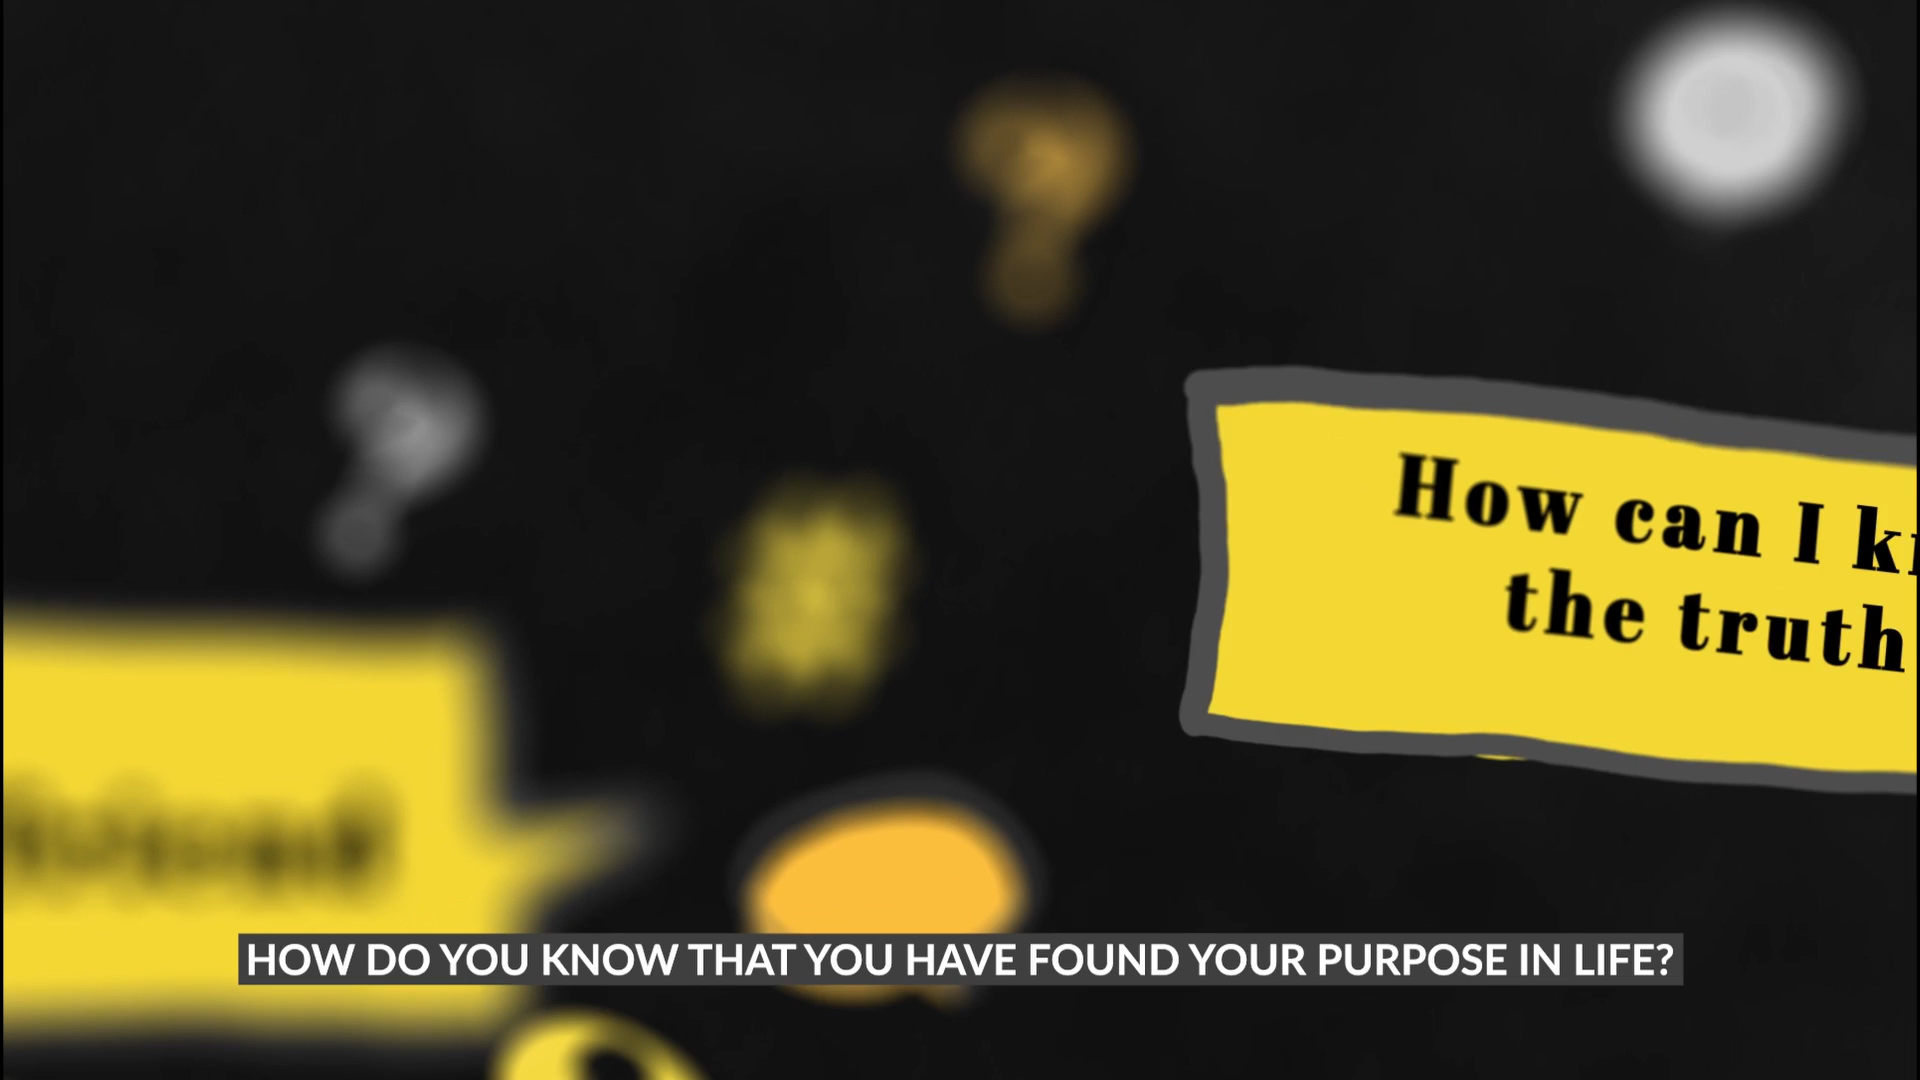 How can I
the truth
HOW DO YOU KNOW THAT YOU HAVE FOUND YOUR PURPOSE IN LIFE?